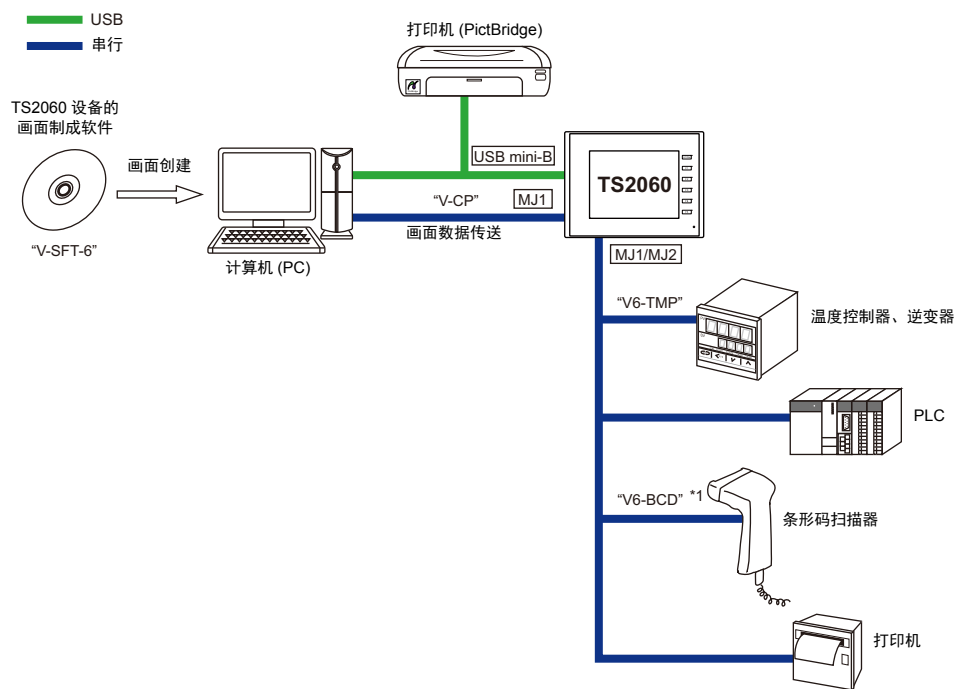 USB
串行
打印机 (PictBridge)
TS2060 设备的
画面制成软件
画面创建
USB mini-B
TS2060
“V-CP”
MJ1
画面数据传送
“V-SFT-6”
计算机 (PC)
MJ1/MJ2
“V6-TMP”
温度控制器、逆变器
PLC
“V6-BCD” *1
条形码扫描器
打印机